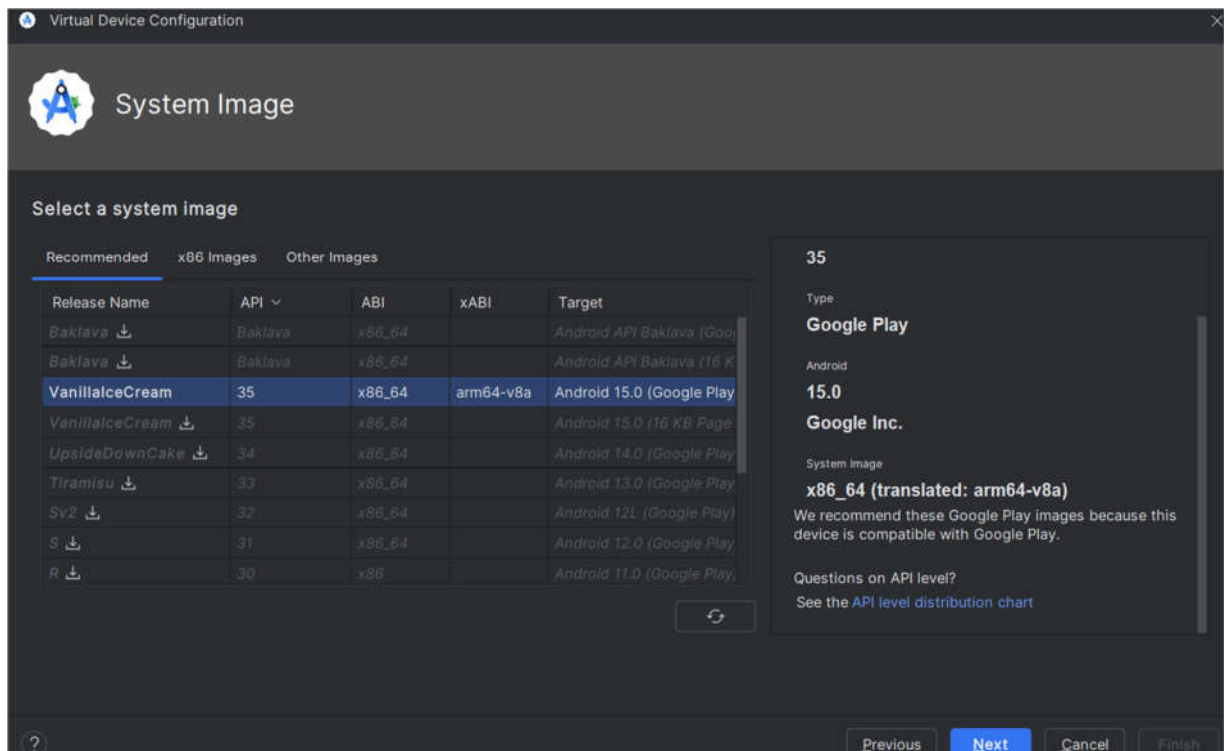 Virtual Device Configuration
System Image
Select a system image
Recommended x86 Images Other Images
Release Name API ABI xABI Target
Baklava Baklava x86_64 Android API Baklava (Goo
Baklava Baklava x86_64 Android API Baklava (16 K
VanillaIceCream 35 x86_64 arm64-v8a Android 15.0 (Google Play
VanillaIceCream 35 x86_64 Android 15.0 (16 KB Page
UpsideDownCake 34 x86_64 Android 14.0 (Google Play
Tiramisu 33 x86_64 Android 13.0 (Google Play
Sv2 32 x86_64 Android 12L (Google Play)
S 31 x86_64 Android 12.0 (Google Play
R 30 x86 Android 11.0 (Google Play)
35
Type
Google Play
Android
15.0
Google Inc.
System Image
x86_64 (translated: arm64-v8a)
We recommend these Google Play images because this
device is compatible with Google Play.
Questions on API level?
See the API level distribution chart
? Previous Next Cancel Finish